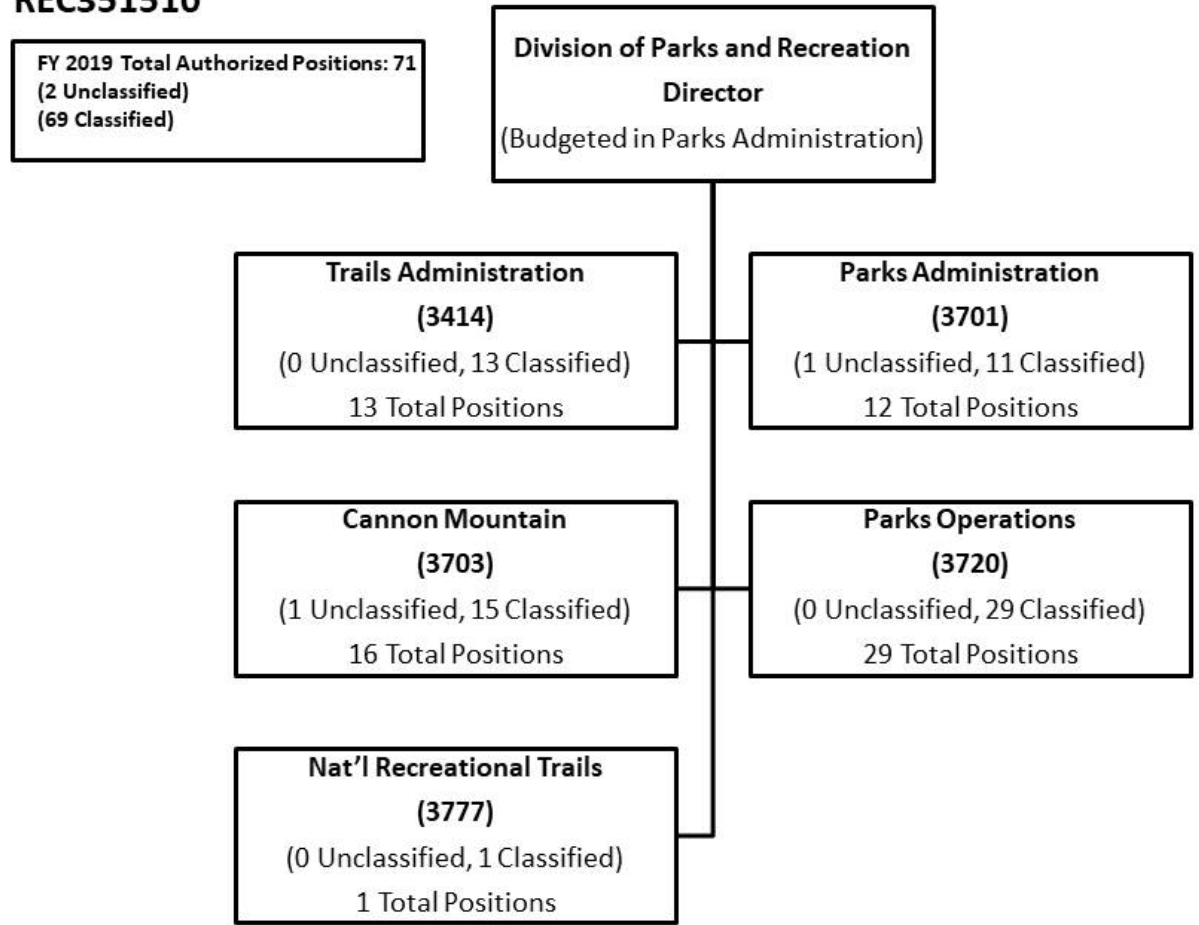 REC351510
FY 2019 Total Authorized Positions: 71
(2 Unclassified)
(69 Classified)
Division of Parks and Recreation
Director
(Budgeted in Parks Administration)
Trails Administration
(3414)
(0 Unclassified, 13 Classified)
13 Total Positions
Parks Administration
(3701)
(1 Unclassified, 11 Classified)
12 Total Positions
Cannon Mountain
(3703)
(1 Unclassified, 15 Classified)
16 Total Positions
Parks Operations
(3720)
(0 Unclassified, 29 Classified)
29 Total Positions
Nat’l Recreational Trails
(3777)
(0 Unclassified, 1 Classified)
1 Total Positions